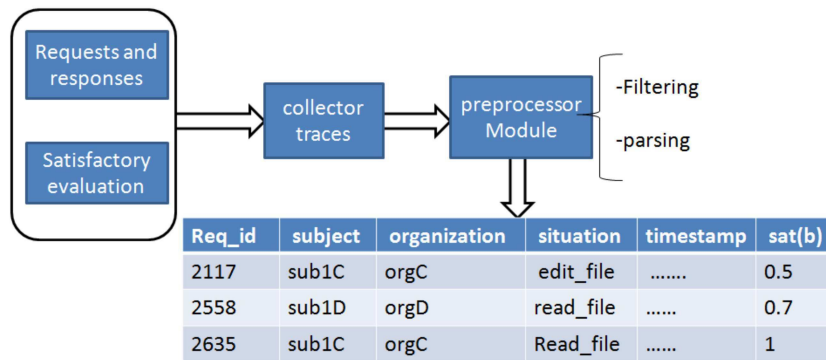 Requests and
responses
Satisfactory
evaluation
collector
traces
preprocessor
Module
-Filtering
-parsing
Req_id subject organization situation timestamp sat(b)
2117 sub1C orgC edit_file ....... 0.5
2558 sub1D orgD read_file ...... 0.7
2635 sub1C orgC Read_file ...... 1